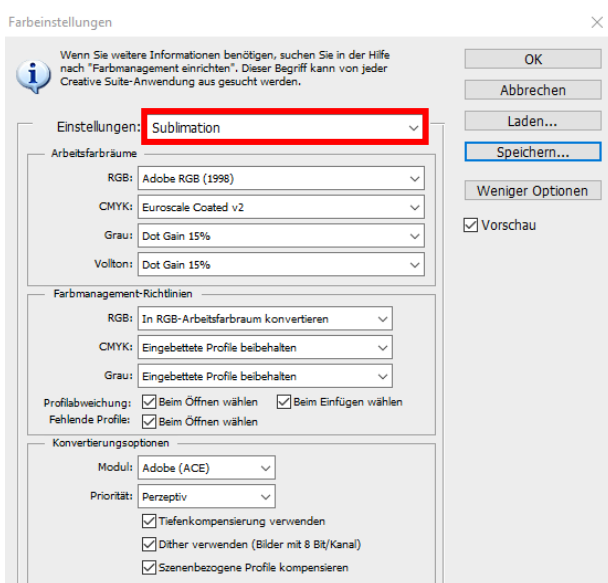 Farbeinstellungen
Wenn Sie weitere Informationen benötigen, suchen Sie in der Hilfe
nach "Farbmanagement einrichten". Dieser Begriff kann von jeder
Creative Suite-Anwendung aus gesucht werden.
OK
Abbrechen
Laden...
Speichern...
Weniger Optionen
Vorschau
Einstellungen: Sublimation
Arbeitsfarbräume
RGB: Adobe RGB (1998)
CMYK: Euroscale Coated v2
Grau: Dot Gain 15%
Vollton: Dot Gain 15%
Farbmanagement-Richtlinien
RGB: In RGB-Arbeitsfarbraum konvertieren
CMYK: Eingebettete Profile beibehalten
Grau: Eingebettete Profile beibehalten
Profilabweichung: Beim Öffnen wählen Beim Einfügen wählen
Fehlende Profile: Beim Öffnen wählen
Konvertierungsoptionen
Modul: Adobe (ACE)
Priorität: Perzeptiv
Tiefenkompensierung verwenden
Dither verwenden (Bilder mit 8 Bit/Kanal)
Szenenbezogene Profile kompensieren